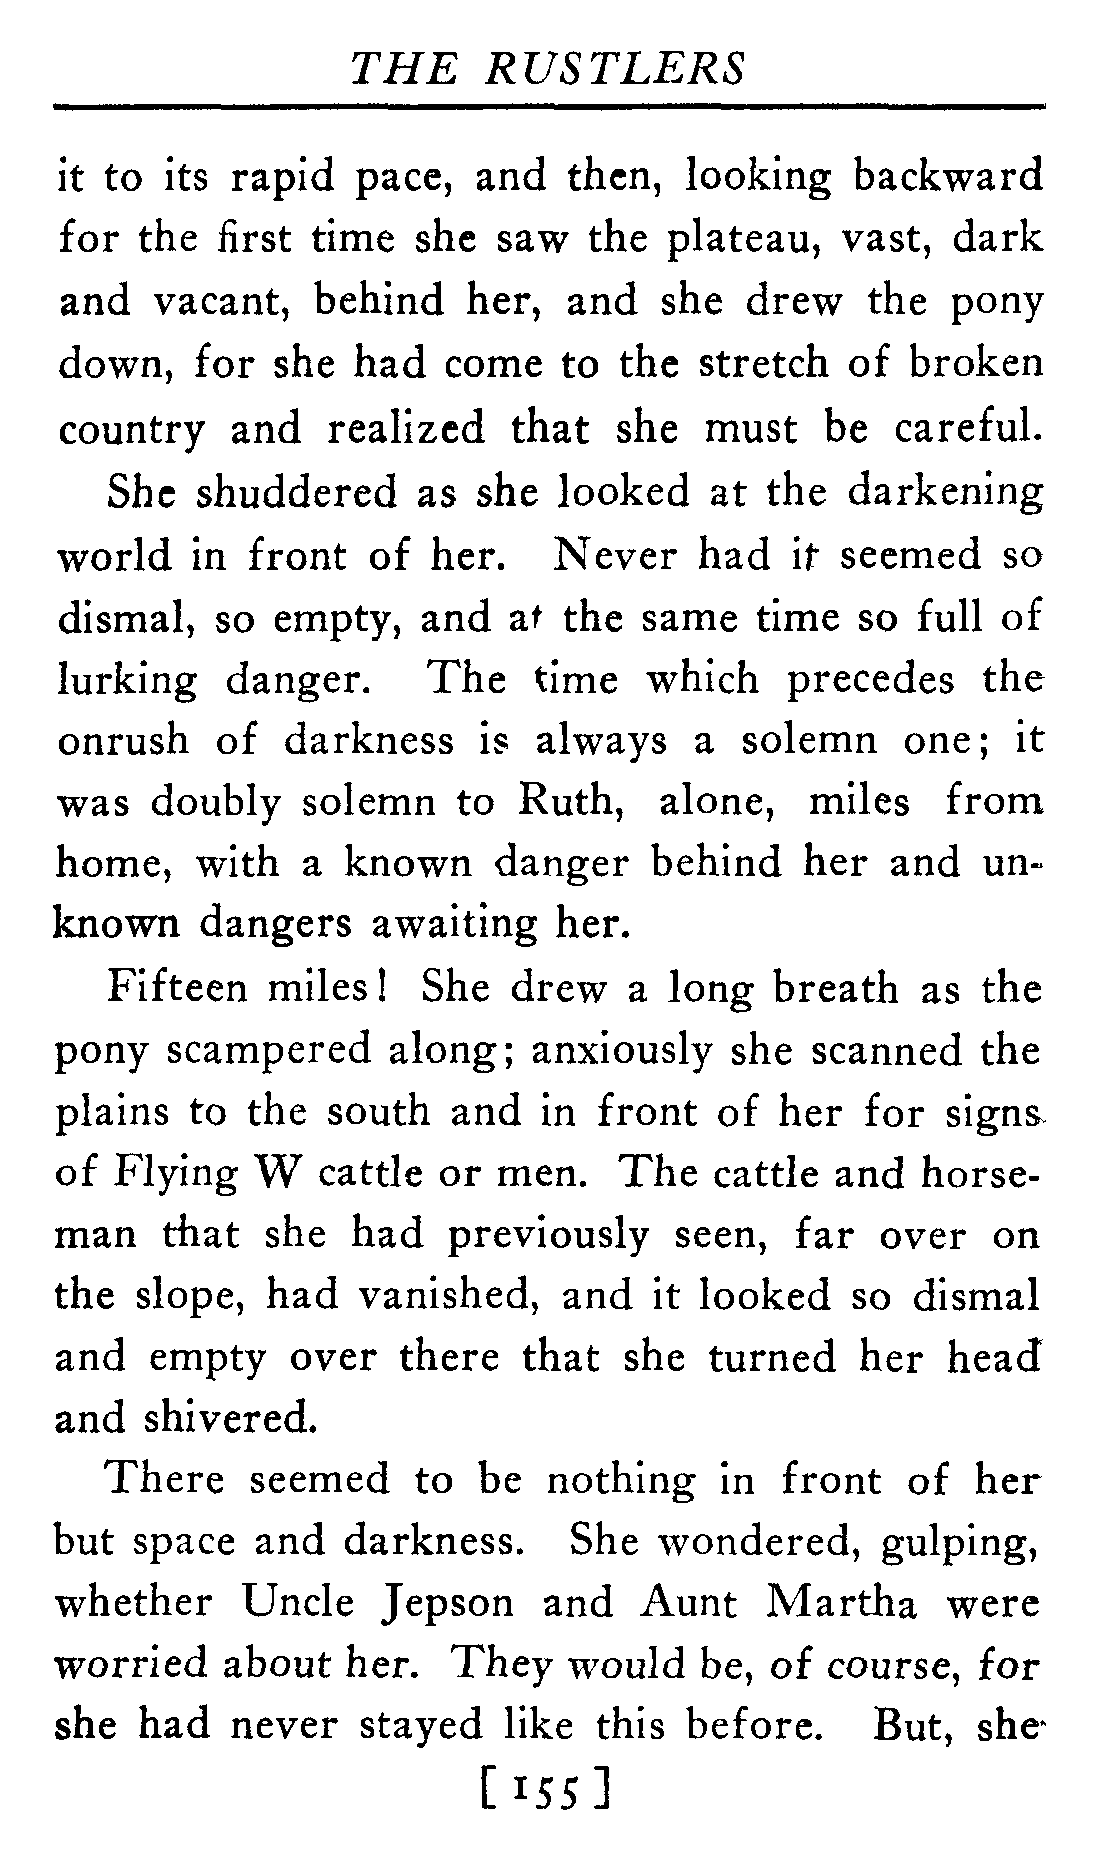 THE RUSTLERS
it to its rapid pace, and then, looking backward
for the first time she saw the plateau, vast, dark
and vacant, behind her, and she drew the pony
down, for she had come to the stretch of broken
country and realized that she must be careful.
She shuddered as she looked at the darkening
world in front of her. Never had it seemed so
dismal, so empty, and at the same time so full of
lurking danger. The time which precedes the
onrush of darkness is always a solemn one; it
was doubly solemn to Ruth, alone, miles from
home, with a known danger behind her and un-
known dangers awaiting her.
Fifteen miles! She drew a long breath as the
pony scampered along; anxiously she scanned the
plains to the south and in front of her for signs
of Flying W cattle or men. The cattle and horse-
man that she had previously seen, far over on
the slope, had vanished, and it looked so dismal
and empty over there that she turned her head
and shivered.
There seemed to be nothing in front of her
but space and darkness. She wondered, gulping,
whether Uncle Jepson and Aunt Martha were
worried about her. They would be, of course, for
she had never stayed like this before. But, she
[155]